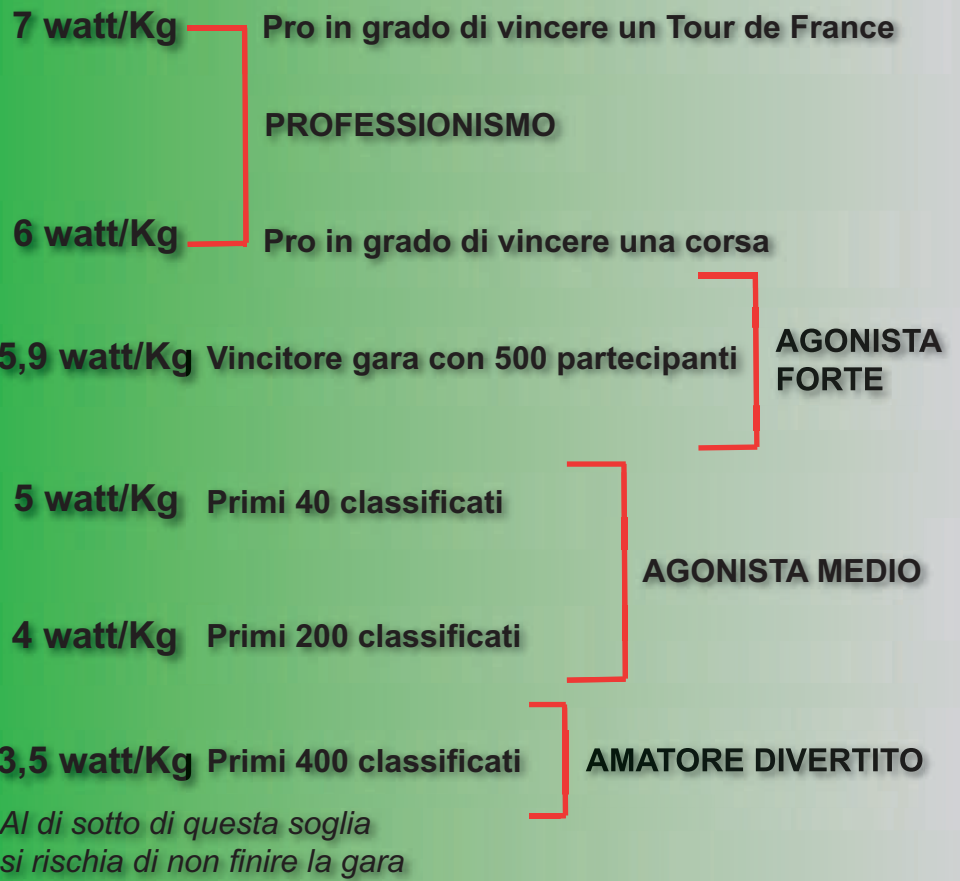 7 watt/Kg Pro in grado di vincere un Tour de France
PROFESSIONISMO
6 watt/Kg Pro in grado di vincere una corsa
5,9 watt/Kg Vincitore gara con 500 partecipanti
AGONISTA
FORTE
5 watt/Kg Primi 40 classificati
AGONISTA MEDIO
4 watt/Kg Primi 200 classificati
3,5 watt/Kg Primi 400 classificati
AMATORE DIVERTITO
Al di sotto di questa soglia
si rischia di non finire la gara